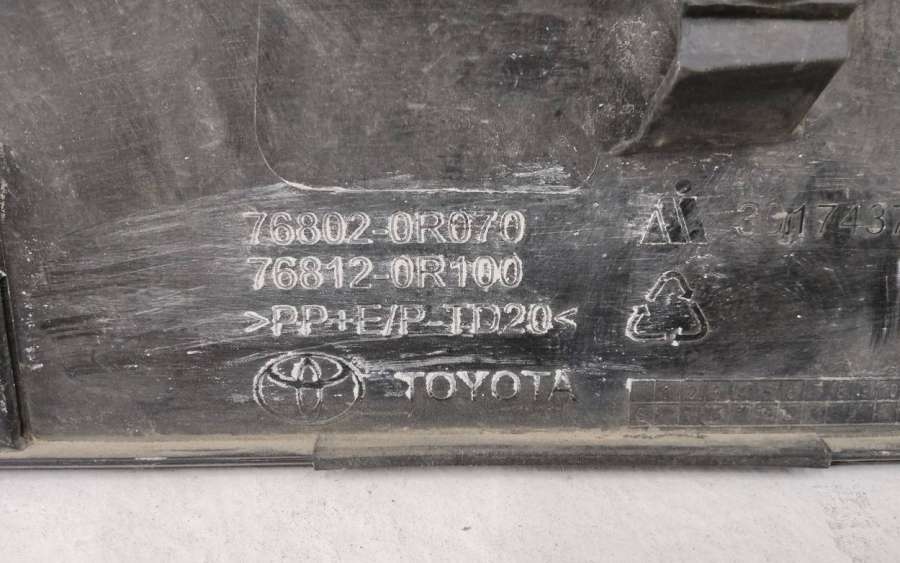 76802-0R070
76812-0R100
>PP+E/P-TD20<
TOYOTA